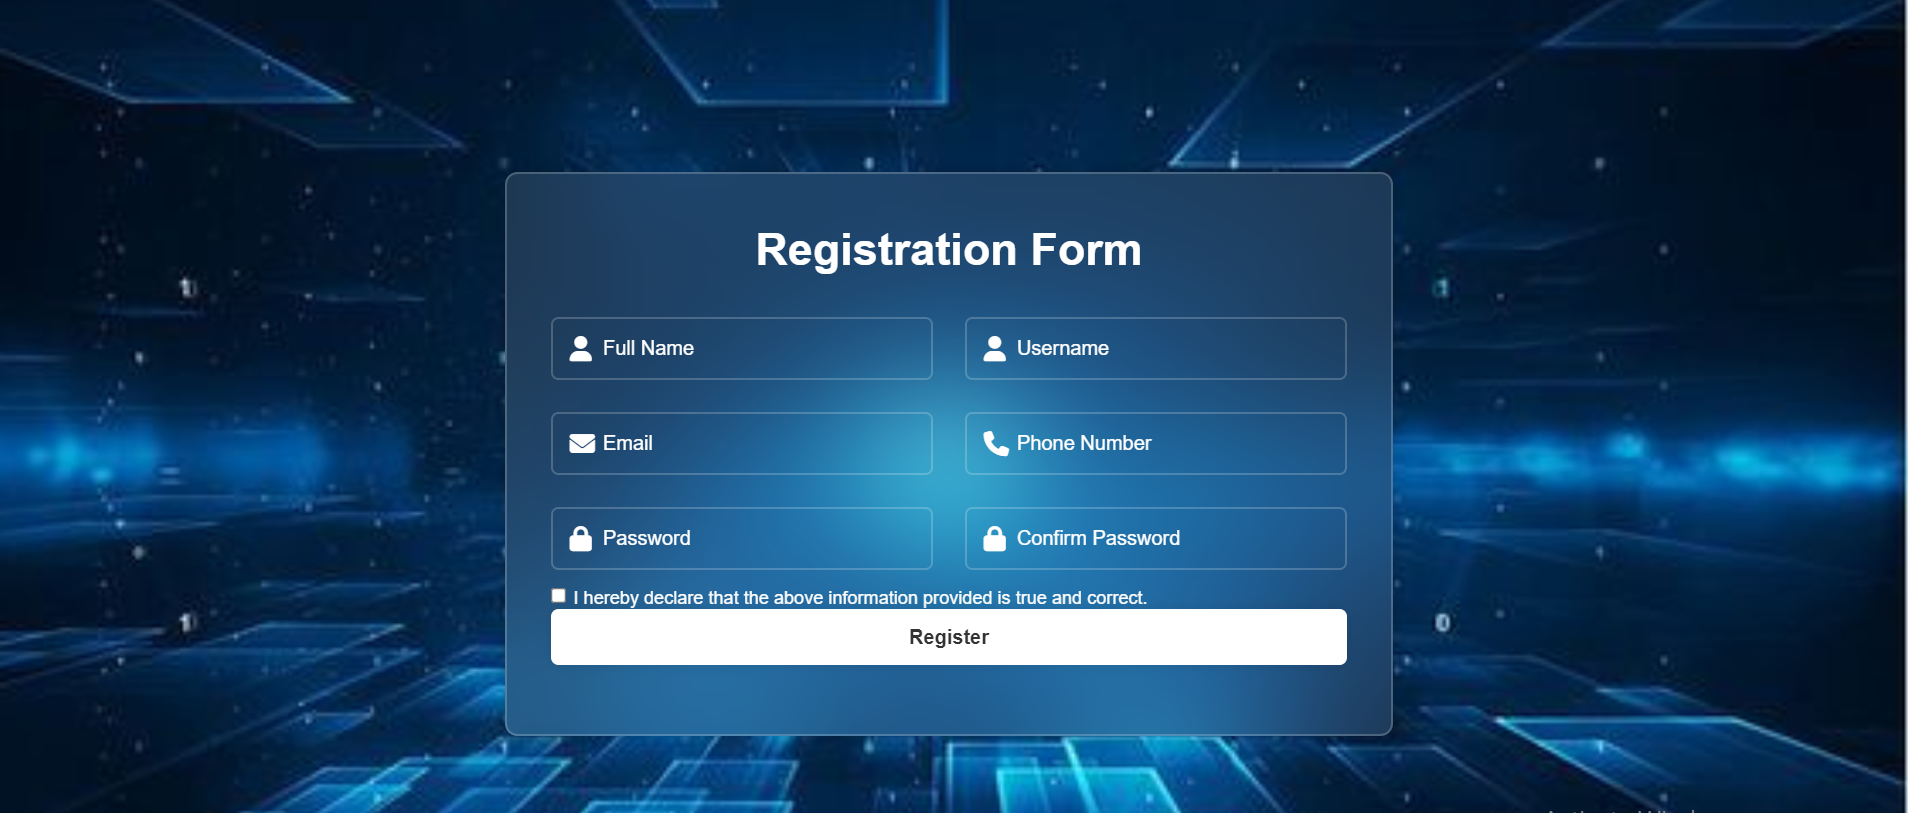 Registration Form
Full Name
Username
Email
Phone Number
Password
Confirm Password
I hereby declare that the above information provided is true and correct.
Register